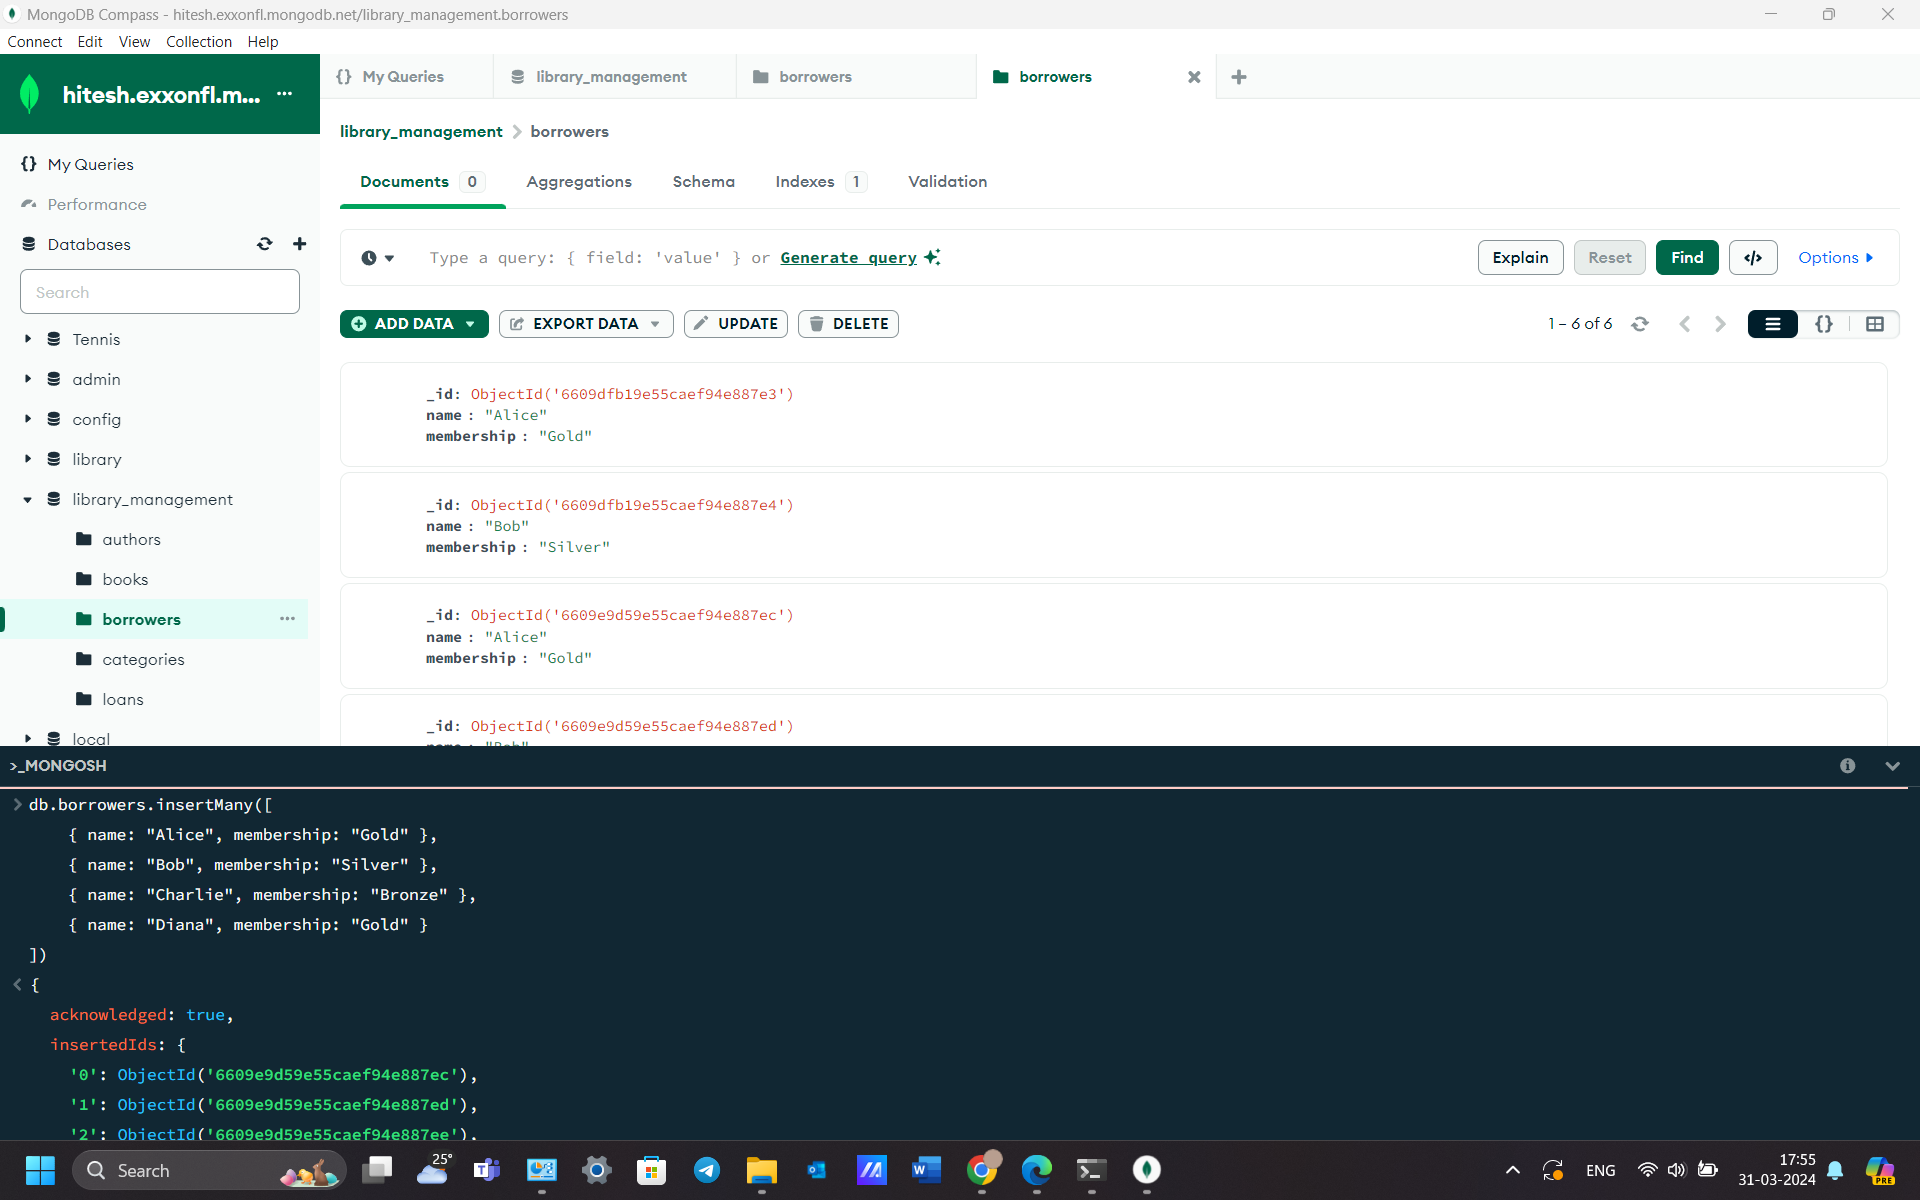 MongoDB Compass - hitesh.exxonfl.mongodb.net/library_management.borrowers
Connect Edit View Collection Help
hitesh.exxonfl.m... ...
My Queries
Performance
Databases
Search
Tennis
admin
config
library
library_management
authors
books
borrowers ...
categories
loans
local
My Queries library_management borrowers borrowers
library_management > borrowers
Documents 0 Aggregations Schema Indexes 1 Validation
Type a query: { field: 'value' } or Generate query Explain Reset Find </> Options
ADD DATA EXPORT DATA UPDATE DELETE 1 – 6 of 6 {}
_id: ObjectId('6609dfb19e55caef94e887e3')
name : "Alice"
membership : "Gold"
_id: ObjectId('6609dfb19e55caef94e887e4')
name : "Bob"
membership : "Silver"
_id: ObjectId('6609e9d59e55caef94e887ec')
name : "Alice"
membership : "Gold"
_id: ObjectId('6609e9d59e55caef94e887ed')
name : "Bob"
>_MONGOSH
> db.borrowers.insertMany([
{ name: "Alice", membership: "Gold" },
{ name: "Bob", membership: "Silver" },
{ name: "Charlie", membership: "Bronze" },
{ name: "Diana", membership: "Gold" }
])
< {
acknowledged: true,
insertedIds: {
'0': ObjectId('6609e9d59e55caef94e887ec'),
'1': ObjectId('6609e9d59e55caef94e887ed'),
'2': ObjectId('6609e9d59e55caef94e887ee'),
Search 25° ENG 17:55
31-03-2024
PRE